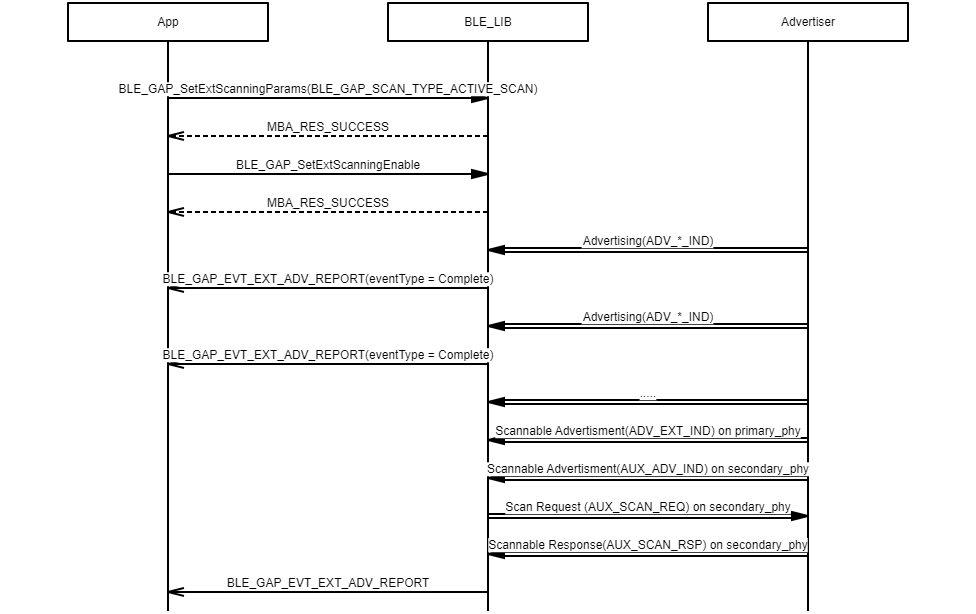 App
BLE_LIB
Advertiser
BLE_GAP_SetExtScanningParams(BLE_GAP_SCAN_TYPE_ACTIVE_SCAN)
MBA_RES_SUCCESS
BLE_GAP_SetExtScanningEnable
MBA_RES_SUCCESS
Advertising(ADV_*_IND)
BLE_GAP_EVT_EXT_ADV_REPORT(eventType = Complete)
Advertising(ADV_*_IND)
BLE_GAP_EVT_EXT_ADV_REPORT(eventType = Complete)
.....
Scannable Advertisment(ADV_EXT_IND) on primary_phy
Scannable Advertisment(AUX_ADV_IND) on secondary_phy
Scan Request (AUX_SCAN_REQ) on secondary_phy
Scannable Response(AUX_SCAN_RSP) on secondary_phy
BLE_GAP_EVT_EXT_ADV_REPORT